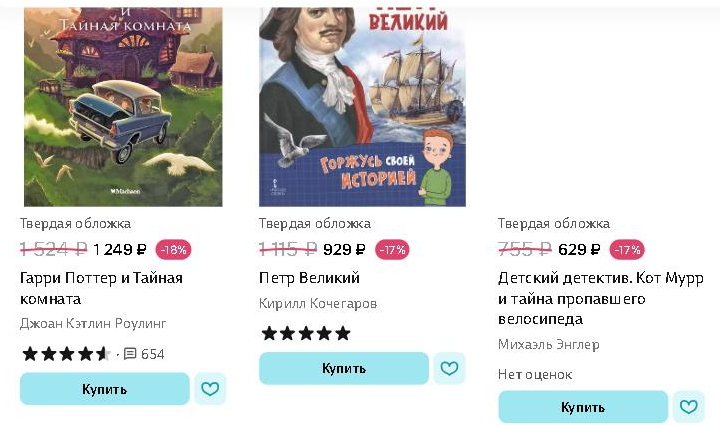 И
ТАЙНАЯ КОМНАТА
Machaon
ВЕЛИКИЙ
ГОРЖУСЬ СВОЕЙ
ИСТОРИЕЙ
Твердая обложка
1 524 ₽ 1 249 ₽ -18%
Гарри Поттер и Тайная
комната
Джоан Кэтлин Роулинг
· 654
Купить
Твердая обложка
1 115 ₽ 929 ₽ -17%
Петр Великий
Кирилл Кочегаров
Купить
Твердая обложка
755 ₽ 629 ₽ -17%
Детский детектив. Кот Мурр
и тайна пропавшего
велосипеда
Михаэль Энглер
Нет оценок
Купить